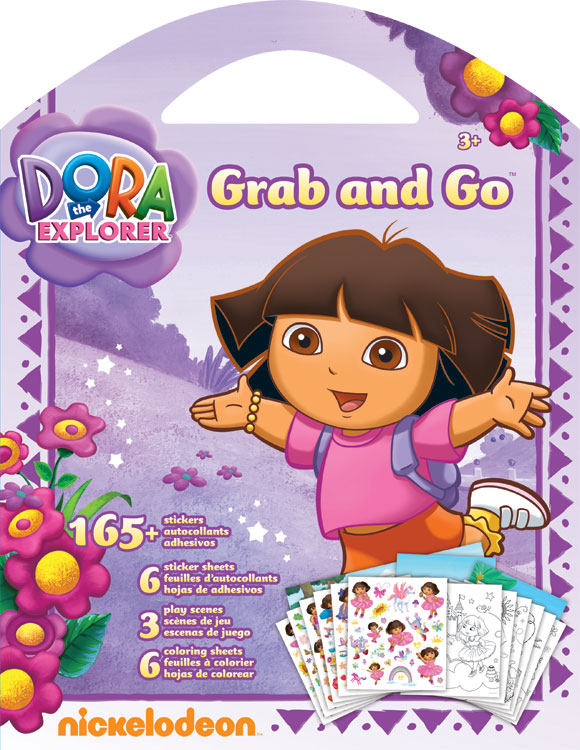 3+
DORA
the
EXPLORER
Grab and Go™
165+
stickers
autocollants
adhesivos
6
sticker sheets
feuilles d'autocollants
hojas de adhesivos
3
play scenes
scènes de jeu
escenas de juego
6
coloring sheets
feuilles à colorier
hojas de colorear
nickelodeon™